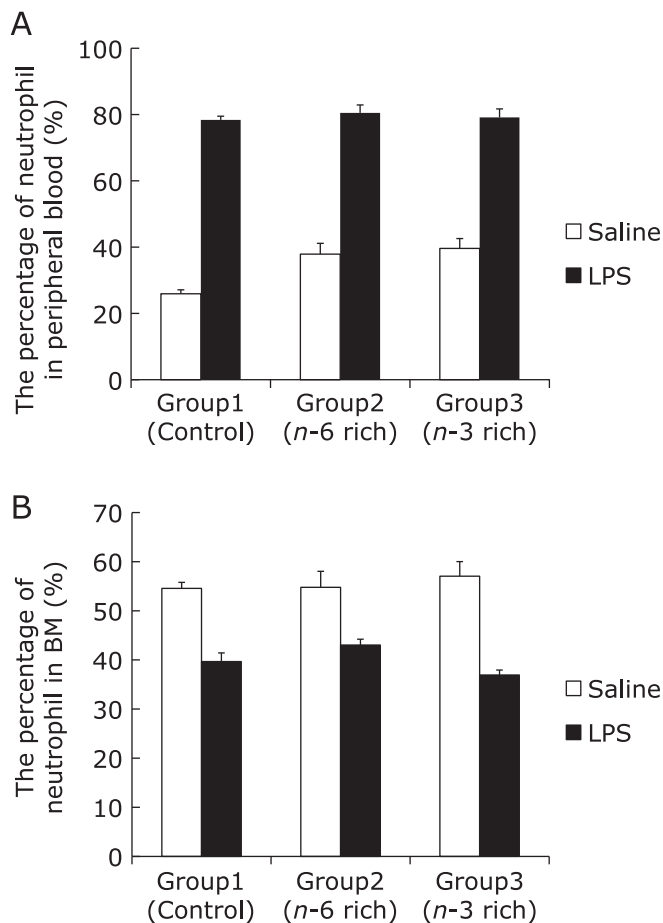 A
The percentage of neutrophil
in peripheral blood (%)
100
80
60
40
20
0
Saline
LPS
Group1
(Control)
Group2
(n-6 rich)
Group3
(n-3 rich)
B
The percentage of
neutrophil in BM (%)
70
60
50
40
30
20
10
0
Saline
LPS
Group1
(Control)
Group2
(n-6 rich)
Group3
(n-3 rich)